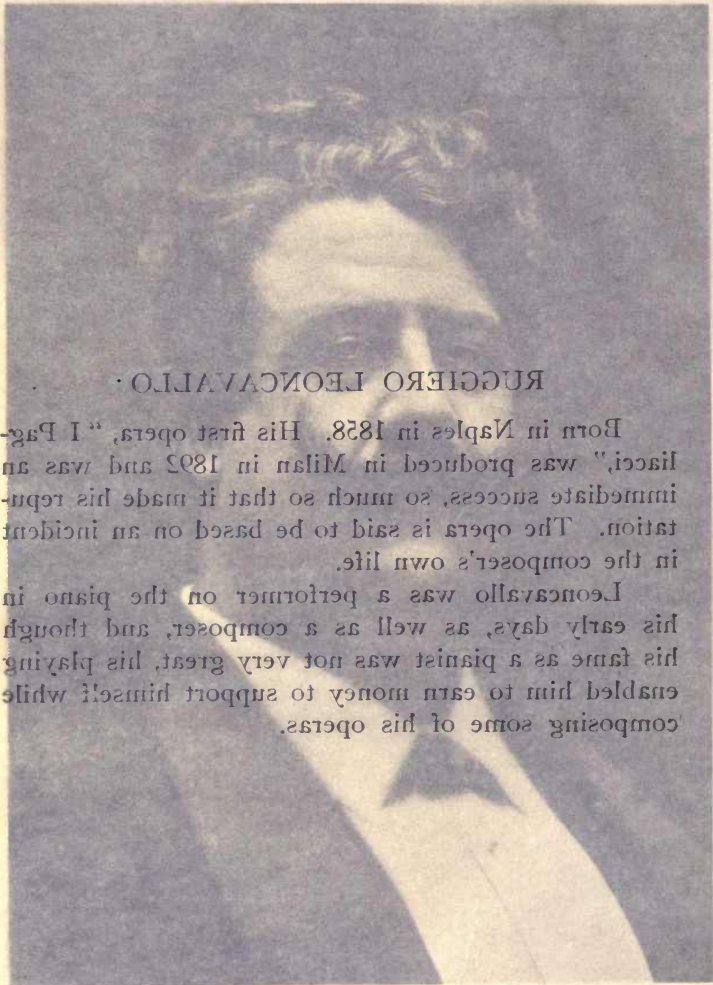 RUGGIERO LEONCAVALLO
Born in Naples in 1858. His first opera, “I Pag-
liacci,” was produced in Milan in 1892 and was an
immediate success, so much so that it made his repu-
tation. The opera is said to be based on an incident
in the composer's own life.
Leoncavallo was a performer on the piano in
his early days, as well as a composer, and though
his fame as a pianist was not very great, his playing
enabled him to earn money to support himself while
composing some of his operas.